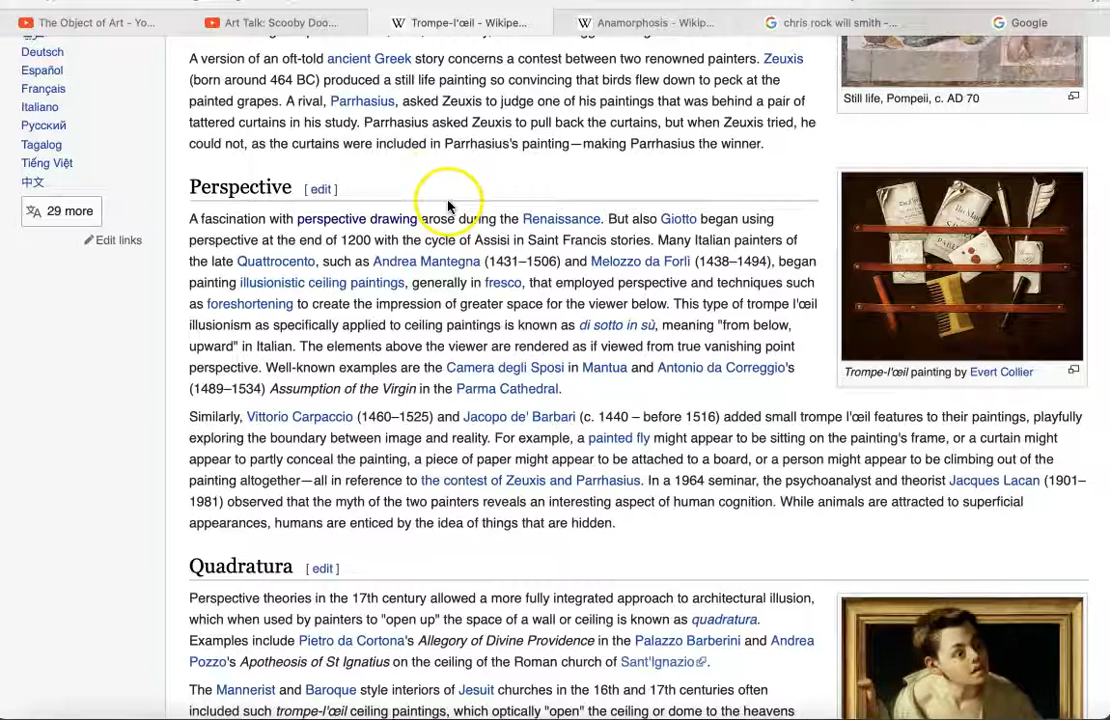 The Object of Art - Yo...
Art Talk: Scooby Doo...
Trompe-l'œil - Wikipe...
Anamorphosis - Wikip...
chris rock will smith -...
Google
Deutsch
Español
Français
Italiano
Русский
Tagalog
Tiếng Việt
中文
29 more
Edit links
A version of an oft-told ancient Greek story concerns a contest between two renowned painters. Zeuxis
(born around 464 BC) produced a still life painting so convincing that birds flew down to peck at the
painted grapes. A rival, Parrhasius, asked Zeuxis to judge one of his paintings that was behind a pair of
tattered curtains in his study. Parrhasius asked Zeuxis to pull back the curtains, but when Zeuxis tried, he
could not, as the curtains were included in Parrhasius's painting—making Parrhasius the winner.
Still life, Pompeii, c. AD 70
Perspective [ edit ]
A fascination with perspective drawing arose during the Renaissance. But also Giotto began using
perspective at the end of 1200 with the cycle of Assisi in Saint Francis stories. Many Italian painters of
the late Quattrocento, such as Andrea Mantegna (1431–1506) and Melozzo da Forlì (1438–1494), began
painting illusionistic ceiling paintings, generally in fresco, that employed perspective and techniques such
as foreshortening to create the impression of greater space for the viewer below. This type of trompe l'œil
illusionism as specifically applied to ceiling paintings is known as di sotto in sù, meaning "from below,
upward" in Italian. The elements above the viewer are rendered as if viewed from true vanishing point
perspective. Well-known examples are the Camera degli Sposi in Mantua and Antonio da Correggio's
(1489–1534) Assumption of the Virgin in the Parma Cathedral.
Trompe-l'œil painting by Evert Collier
Similarly, Vittorio Carpaccio (1460–1525) and Jacopo de' Barbari (c. 1440 – before 1516) added small trompe l'œil features to their paintings, playfully
exploring the boundary between image and reality. For example, a painted fly might appear to be sitting on the painting's frame, or a curtain might
appear to partly conceal the painting, a piece of paper might appear to be attached to a board, or a person might appear to be climbing out of the
painting altogether—all in reference to the contest of Zeuxis and Parrhasius. In a 1964 seminar, the psychoanalyst and theorist Jacques Lacan (1901–
1981) observed that the myth of the two painters reveals an interesting aspect of human cognition. While animals are attracted to superficial
appearances, humans are enticed by the idea of things that are hidden.
Quadratura [ edit ]
Perspective theories in the 17th century allowed a more fully integrated approach to architectural illusion,
which when used by painters to "open up" the space of a wall or ceiling is known as quadratura.
Examples include Pietro da Cortona's Allegory of Divine Providence in the Palazzo Barberini and Andrea
Pozzo's Apotheosis of St Ignatius on the ceiling of the Roman church of Sant'Ignazio.
The Mannerist and Baroque style interiors of Jesuit churches in the 16th and 17th centuries often
included such trompe-l'œil ceiling paintings, which optically "open" the ceiling or dome to the heavens